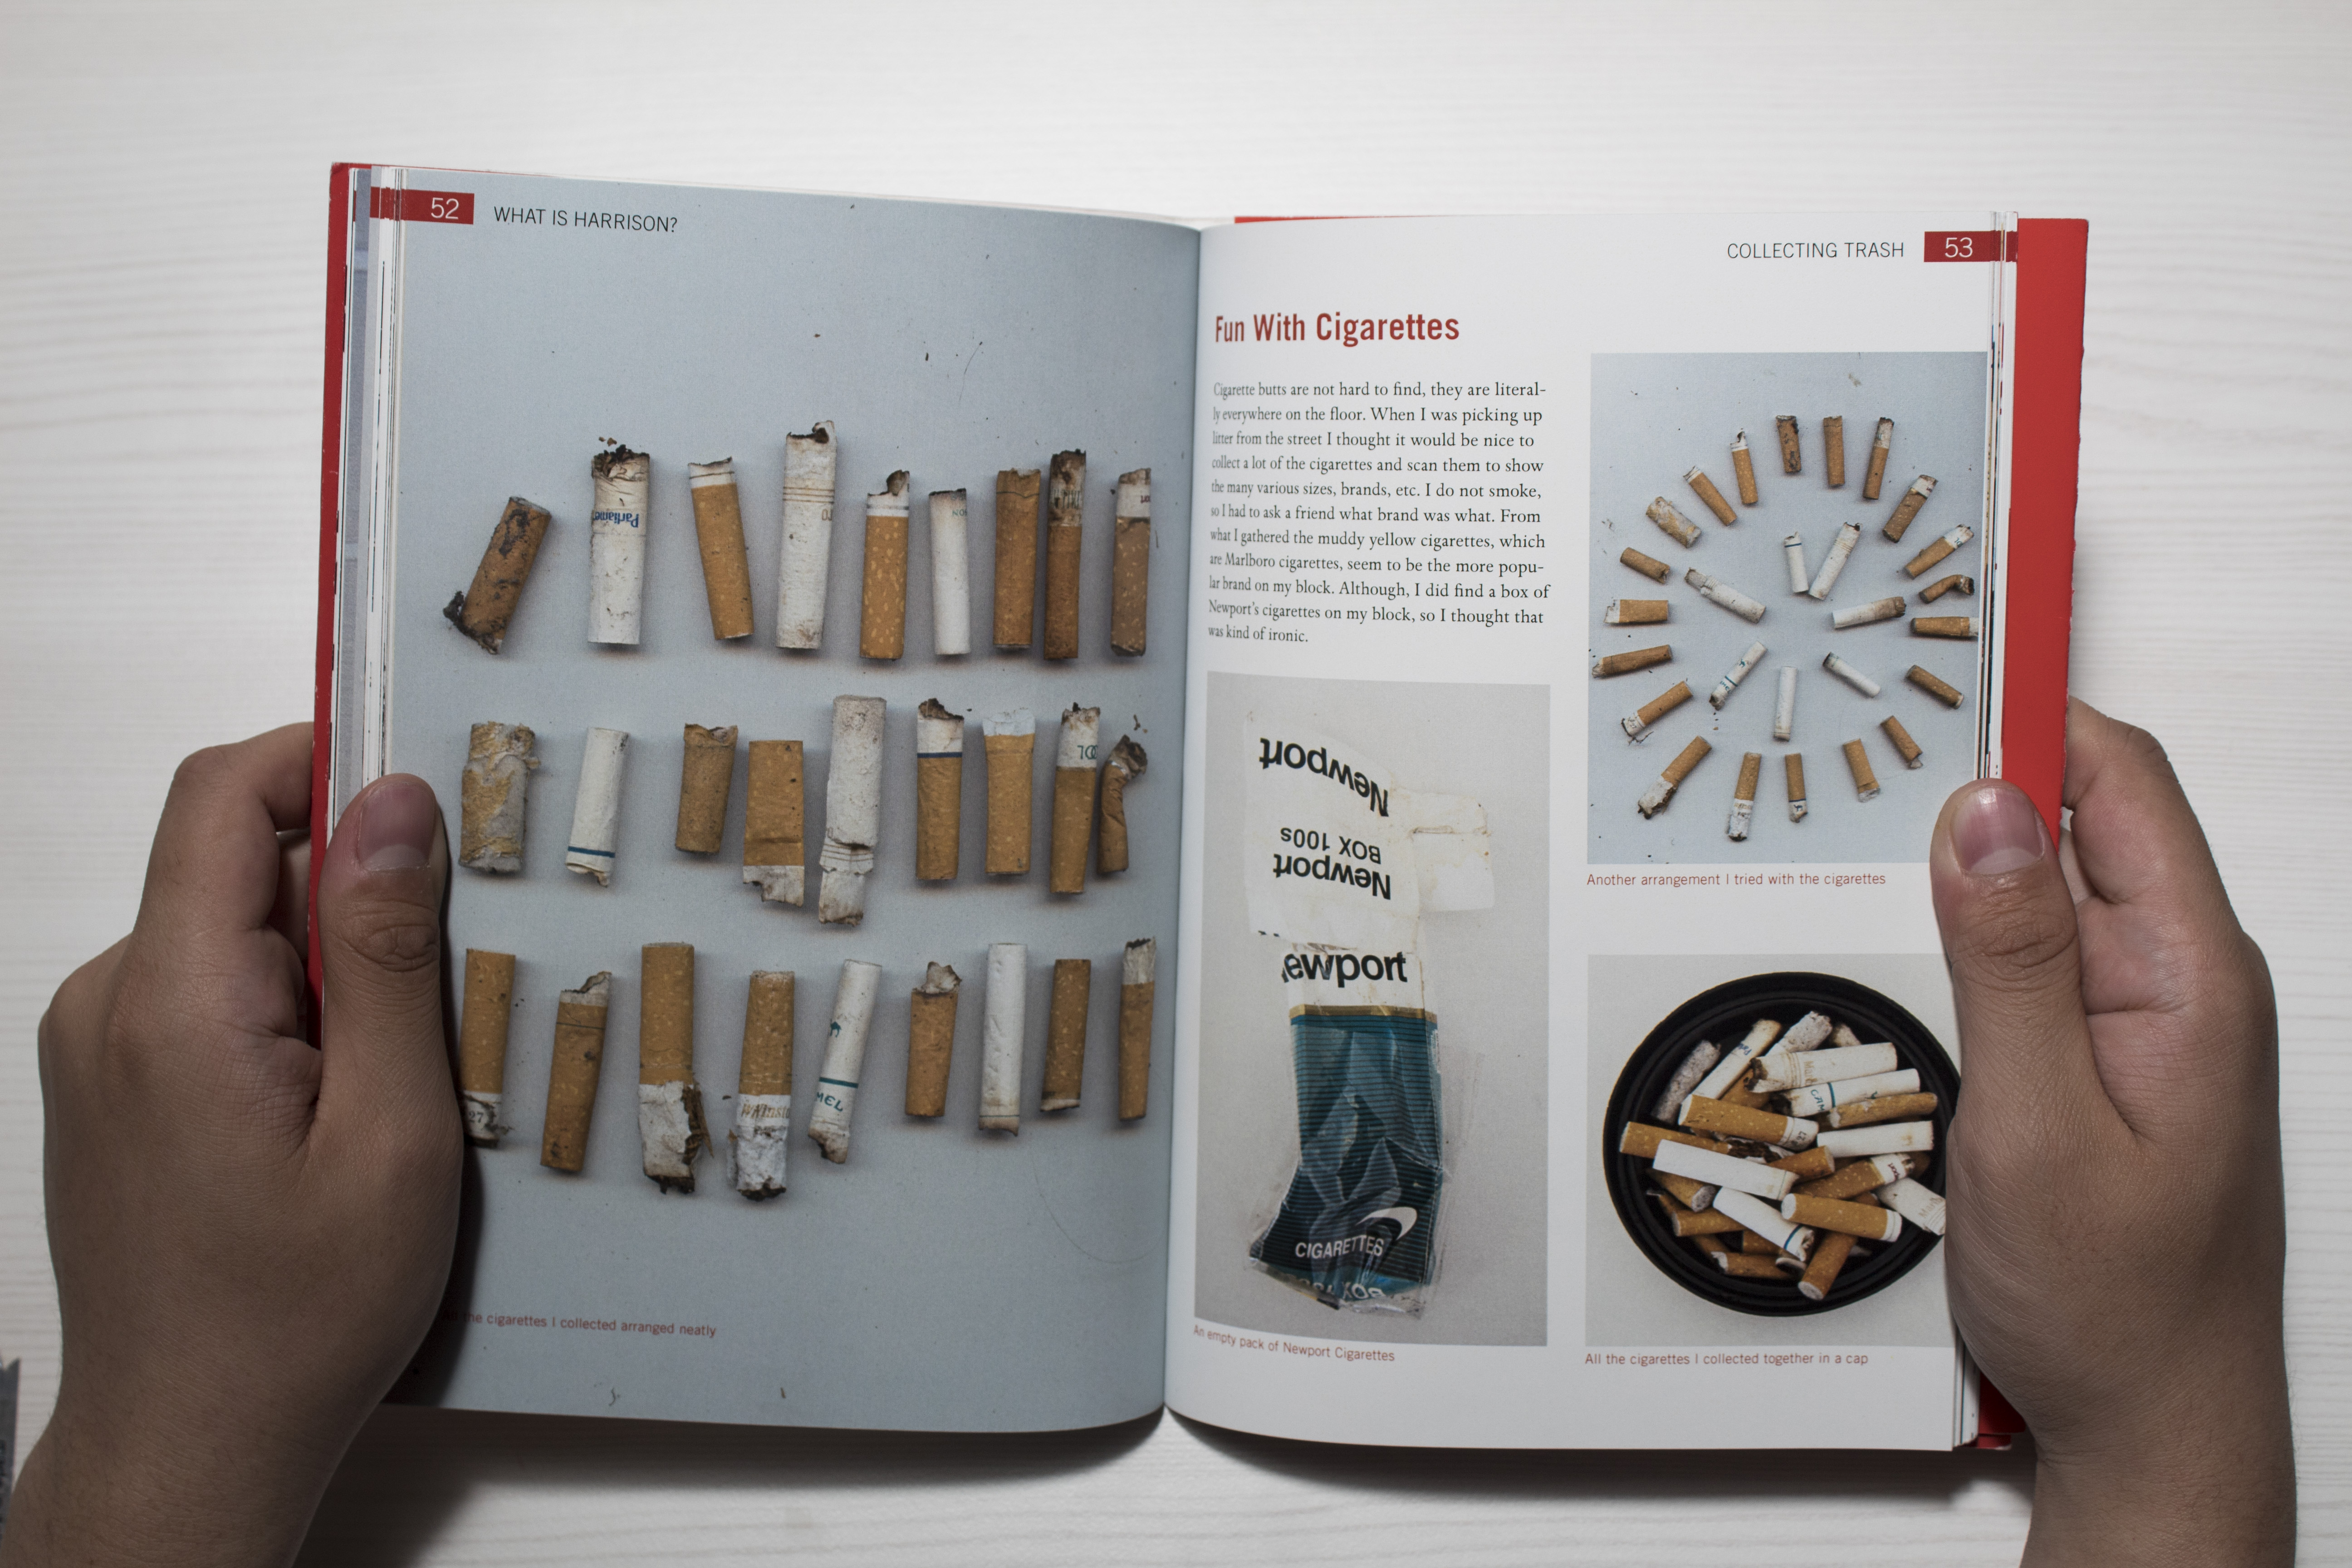 52 WHAT IS HARRISON?
Parliame
100
Winsto
MEL
the cigarettes I collected arranged neatly
COLLECTING TRASH 53
Fun With Cigarettes
Cigarette butts are not hard to find, they are literal-
ly everywhere on the floor. When I was picking up
litter from the street I thought it would be nice to
collect a lot of the cigarettes and scan them to show
the many various sizes, brands, etc. I do not smoke,
so I had to ask a friend what brand was what. From
what I gathered the muddy yellow cigarettes, which
are Marlboro cigarettes, seem to be the more popu-
lar brand on my block. Although, I did find a box of
Newport's cigarettes on my block, so I thought that
was kind of ironic.
Newport
BOX 100s
Newport
ewport
CIGARETTES
An empty pack of Newport Cigarettes
Another arrangement I tried with the cigarettes
All the cigarettes I collected together in a cap